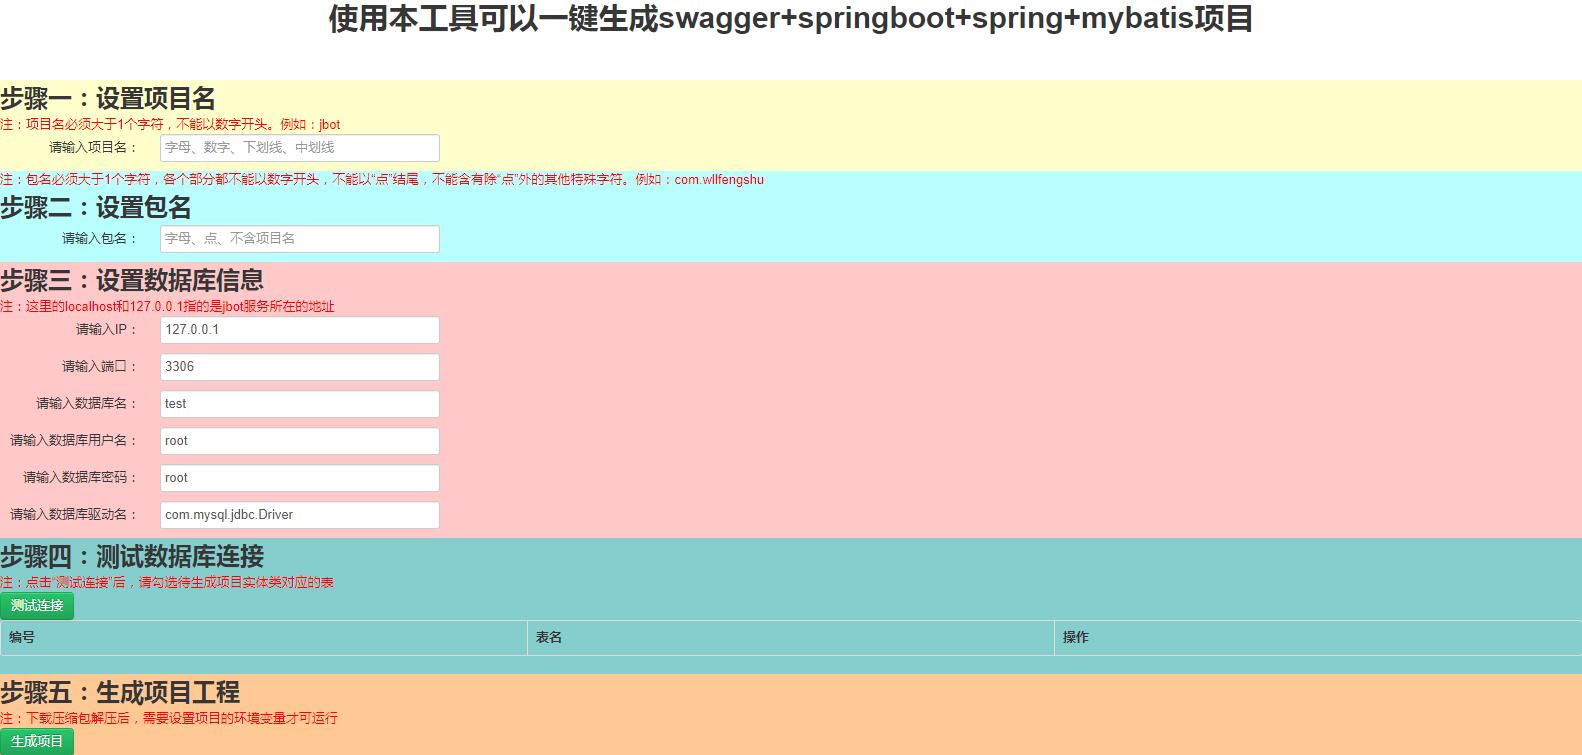 使用本工具可以一键生成swagger+springboot+spring+mybatis项目
步骤一：设置项目名
注：项目名必须大于1个字符，不能以数字开头。例如：jbot
请输入项目名： 字母、数字、下划线、中划线
注：包名必须大于1个字符，各个部分都不能以数字开头，不能以“点”结尾，不能含有除“点”外的其他特殊字符。例如：com.wllfengshu
步骤二：设置包名
请输入包名： 字母、点、不含项目名
步骤三：设置数据库信息
注：这里的localhost和127.0.0.1指的是jbot服务所在的地址
请输入IP： 127.0.0.1
请输入端口： 3306
请输入数据库名： test
请输入数据库用户名： root
请输入数据库密码： root
请输入数据库驱动名： com.mysql.jdbc.Driver
步骤四：测试数据库连接
注：点击“测试连接”后，请勾选待生成项目实体类对应的表
测试连接
编号 表名 操作
步骤五：生成项目工程
注：下载压缩包解压后，需要设置项目的环境变量才可运行
生成项目